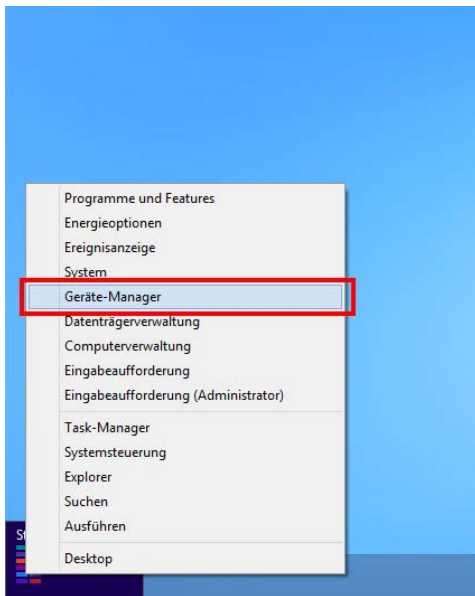 Programme und Features
Energieoptionen
Ereignisanzeige
System
Geräte-Manager
Datenträgerverwaltung
Computerverwaltung
Eingabeaufforderung
Eingabeaufforderung (Administrator)
Task-Manager
Systemsteuerung
Explorer
Suchen
Ausführen
Desktop